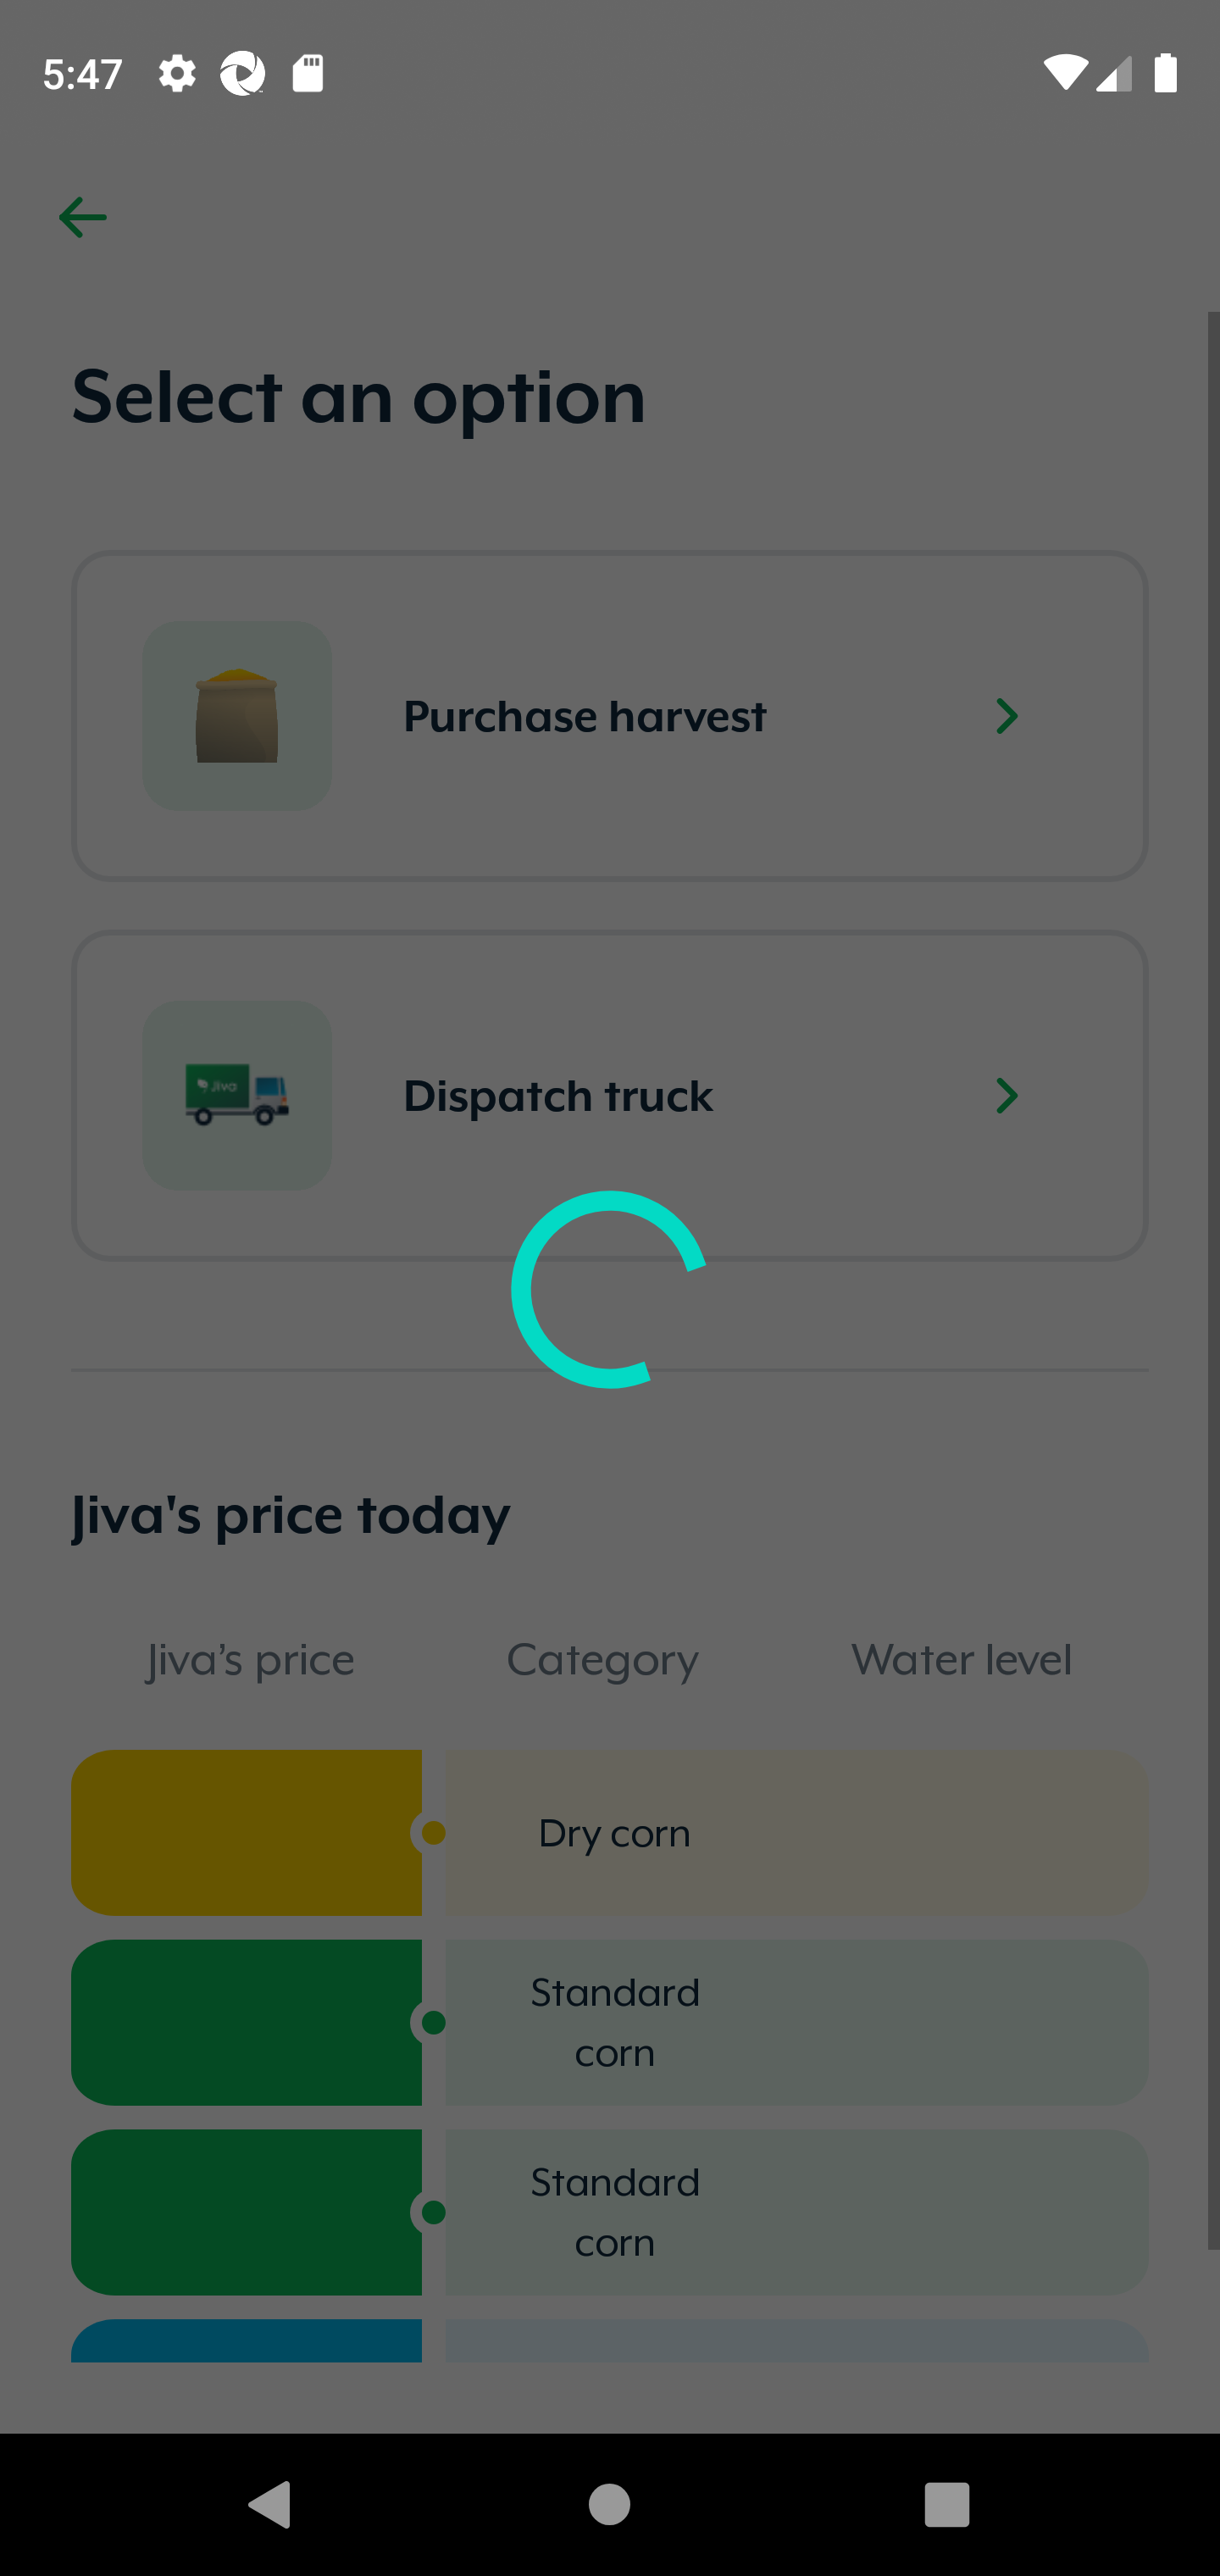 5:47
Select an option
Purchase harvest
Jiva
Dispatch truck
Jiva's price today
Jiva’s price Category Water level
Dry corn
Standard
corn
Standard
corn